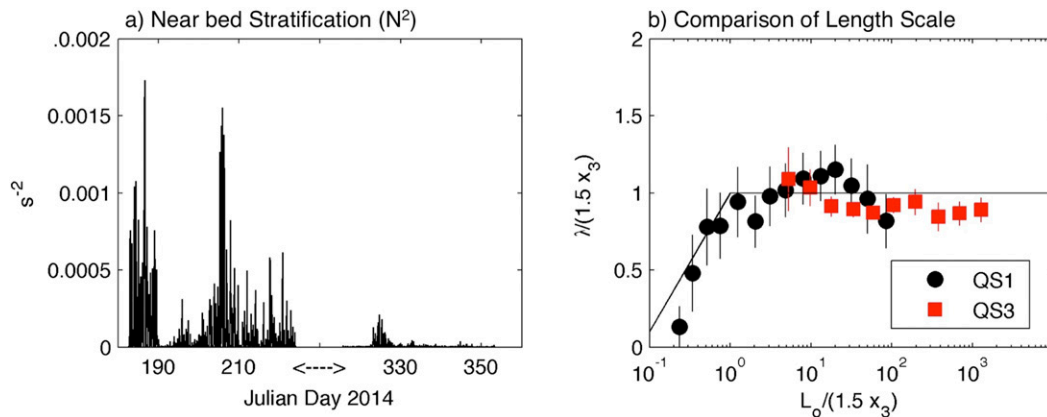 a) Near bed Stratification (N²)
.0.002
0.0015
0.001
0.0005
0
s⁻²
190
210
<---->
330
350
Julian Day 2014
b) Comparison of Length Scale
2
1.5
1
0.5
0
λ/(1.5 x₃)
QS1
QS3
10⁻¹
10⁰
10¹
10²
10³
Lₒ/(1.5 x₃)